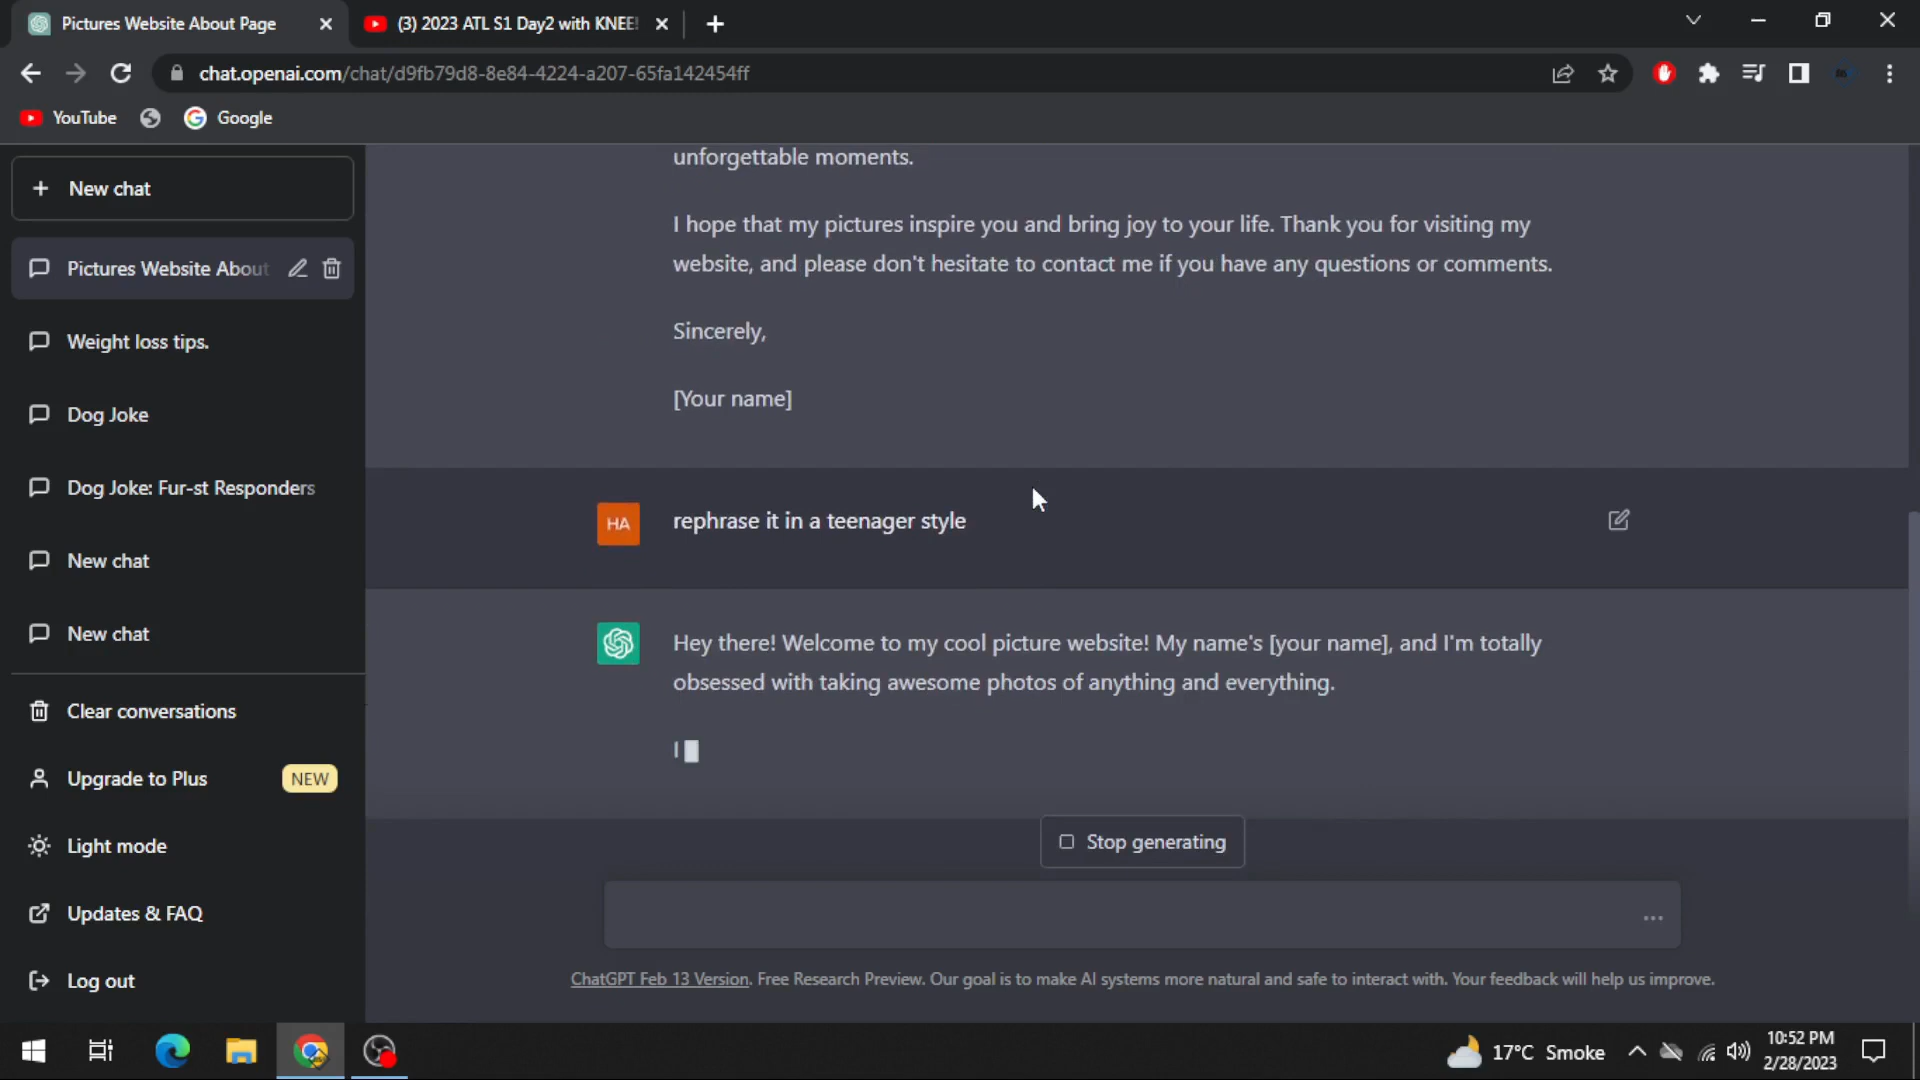 Pictures Website About Page
(3) 2023 ATL S1 Day2 with KNEE!
chat.openai.com/chat/d9fb79d8-8e84-4224-a207-65fa142454ff
YouTube
Google
New chat
Pictures Website About
Weight loss tips.
Dog Joke
Dog Joke: Fur-st Responders
New chat
New chat
Clear conversations
Upgrade to Plus NEW
Light mode
Updates & FAQ
Log out
unforgettable moments.
I hope that my pictures inspire you and bring joy to your life. Thank you for visiting my
website, and please don't hesitate to contact me if you have any questions or comments.
Sincerely,
[Your name]
HA
rephrase it in a teenager style
Hey there! Welcome to my cool picture website! My name's [your name], and I'm totally
obsessed with taking awesome photos of anything and everything.
I
Stop generating
ChatGPT Feb 13 Version. Free Research Preview. Our goal is to make AI systems more natural and safe to interact with. Your feedback will help us improve.
17°C Smoke
10:52 PM
2/28/2023